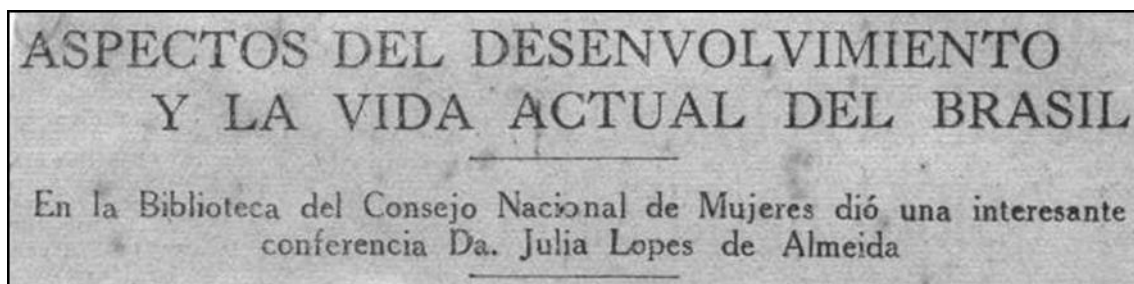 ASPECTOS DEL DESENVOLVIMIENTO
Y LA VIDA ACTUAL DEL BRASIL
En la Biblioteca del Consejo Nacional de Mujeres dió una interesante
conferencia Da. Julia Lopes de Almeida